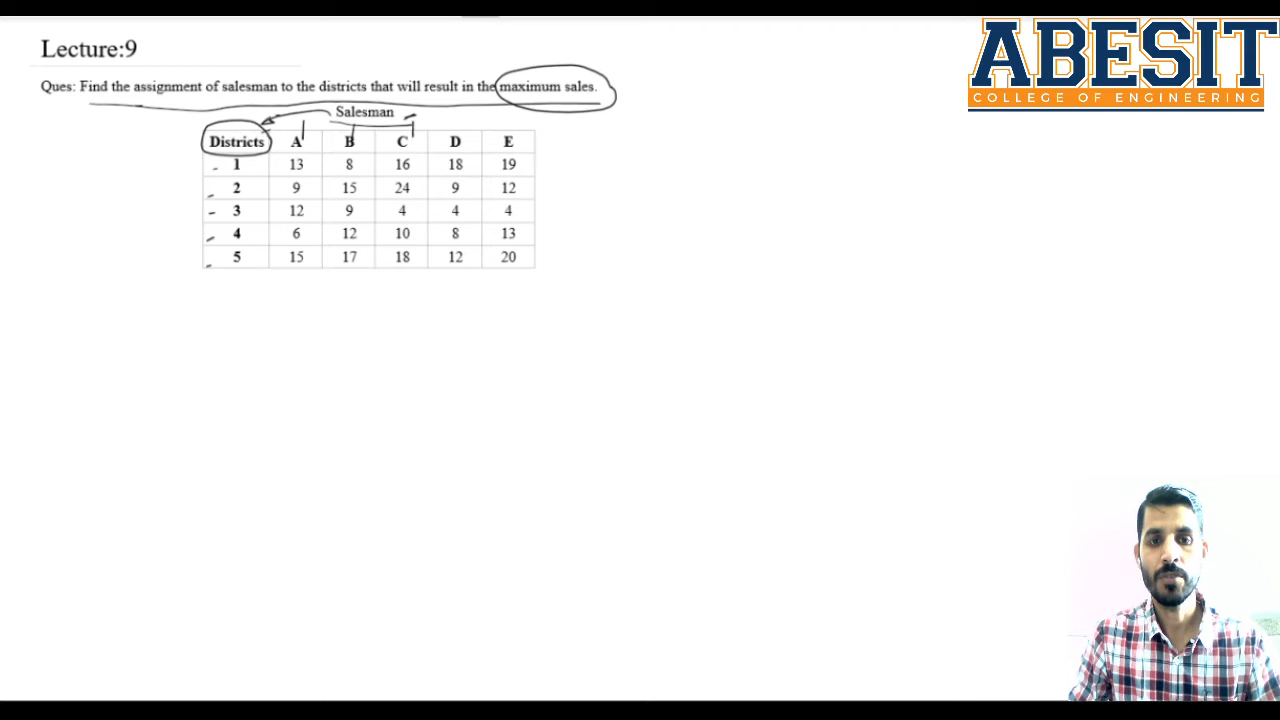 Lecture:9
ABESIT
COLLEGE OF ENGINEERING
Ques: Find the assignment of salesman to the districts that will result in the maximum sales.
Salesman
Districts A B C D E
1 13 8 16 18 19
2 9 15 24 9 12
3 12 9 4 4 4
4 6 12 10 8 13
5 15 17 18 12 20